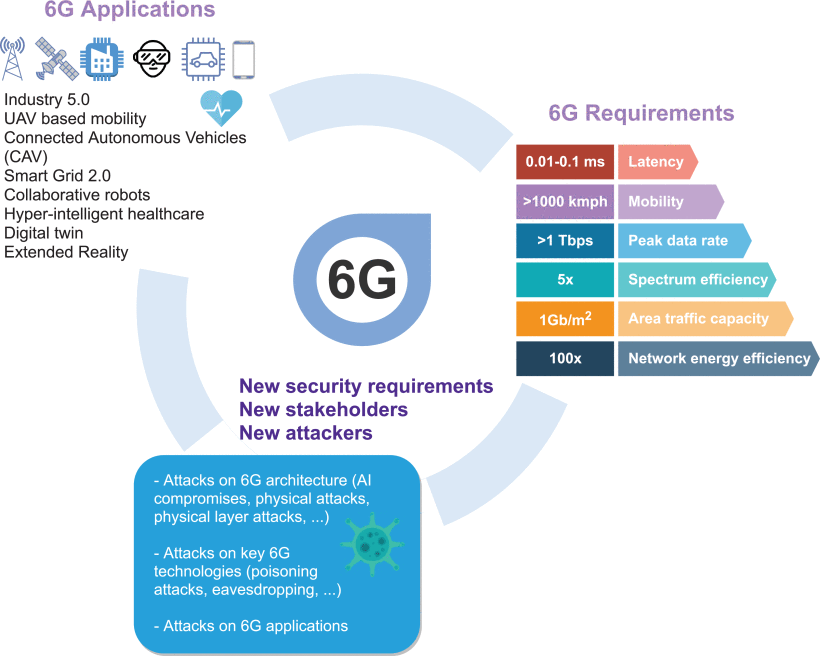 6G Applications
Industry 5.0
UAV based mobility
Connected Autonomous Vehicles
(CAV)
Smart Grid 2.0
Collaborative robots
Hyper-intelligent healthcare
Digital twin
Extended Reality
6G Requirements
0.01-0.1 ms Latency
>1000 kmph Mobility
>1 Tbps Peak data rate
5x Spectrum efficiency
1Gb/m² Area traffic capacity
100x Network energy efficiency
6G
New security requirements
New stakeholders
New attackers
- Attacks on 6G architecture (AI
compromises, physical attacks,
physical layer attacks, ...)
- Attacks on key 6G
technologies (poisoning
attacks, eavesdropping, ...)
- Attacks on 6G applications